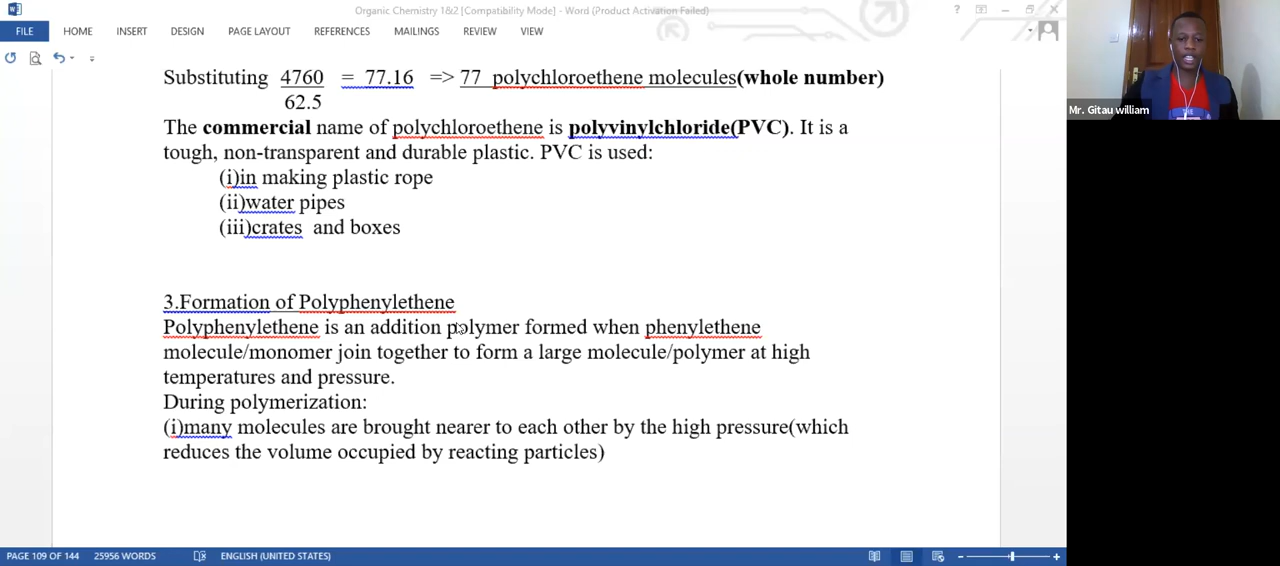 Organic Chemistry 1&2 [Compatibility Mode] - Word (Product Activation Failed)
FILE HOME INSERT DESIGN PAGE LAYOUT REFERENCES MAILINGS REVIEW VIEW
Substituting 4760 = 77.16 => 77 polychloroethene molecules(whole number)
62.5
The commercial name of polychloroethene is polyvinylchloride(PVC). It is a
tough, non-transparent and durable plastic. PVC is used:
(i)in making plastic rope
(ii)water pipes
(iii)crates and boxes
3.Formation of Polyphenylethene
Polyphenylethene is an addition polymer formed when phenylethene
molecule/monomer join together to form a large molecule/polymer at high
temperatures and pressure.
During polymerization:
(i)many molecules are brought nearer to each other by the high pressure(which
reduces the volume occupied by reacting particles)
PAGE 109 OF 144 25956 WORDS ENGLISH (UNITED STATES)
Mr. Gitau william
THE